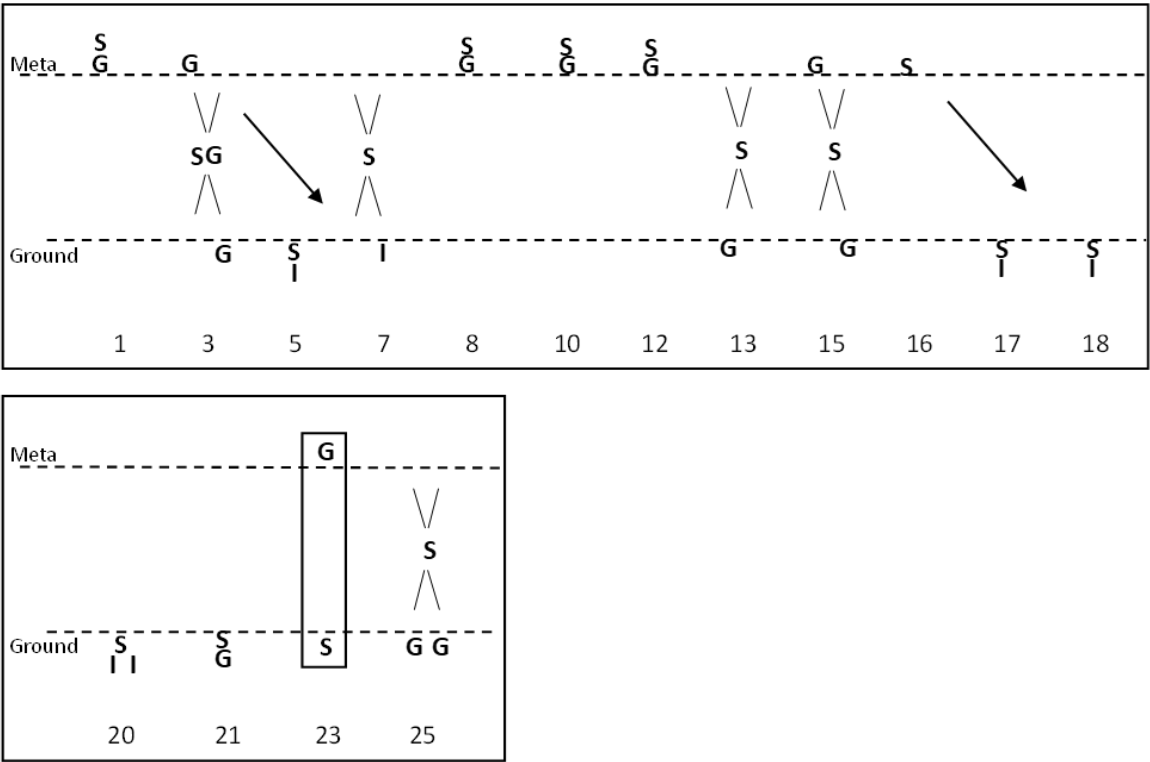 S S S S
Meta G G G G G G S
SG S S S
Ground G S I G G S S
I I I
1 3 5 7 8 10 12 13 15 16 17 18
Meta G
S
Ground S S S G G
I I G
20 21 23 25